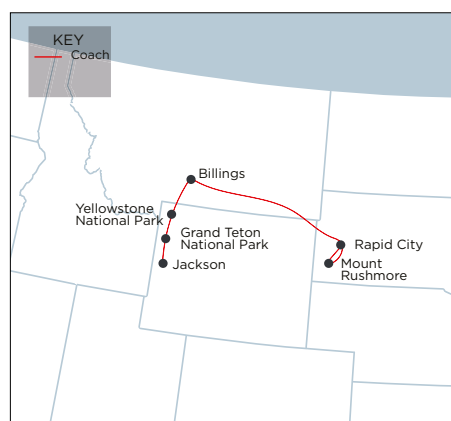 KEY
Coach
Billings
Yellowstone
National Park
Grand Teton
National Park
Jackson
Rapid City
Mount
Rushmore